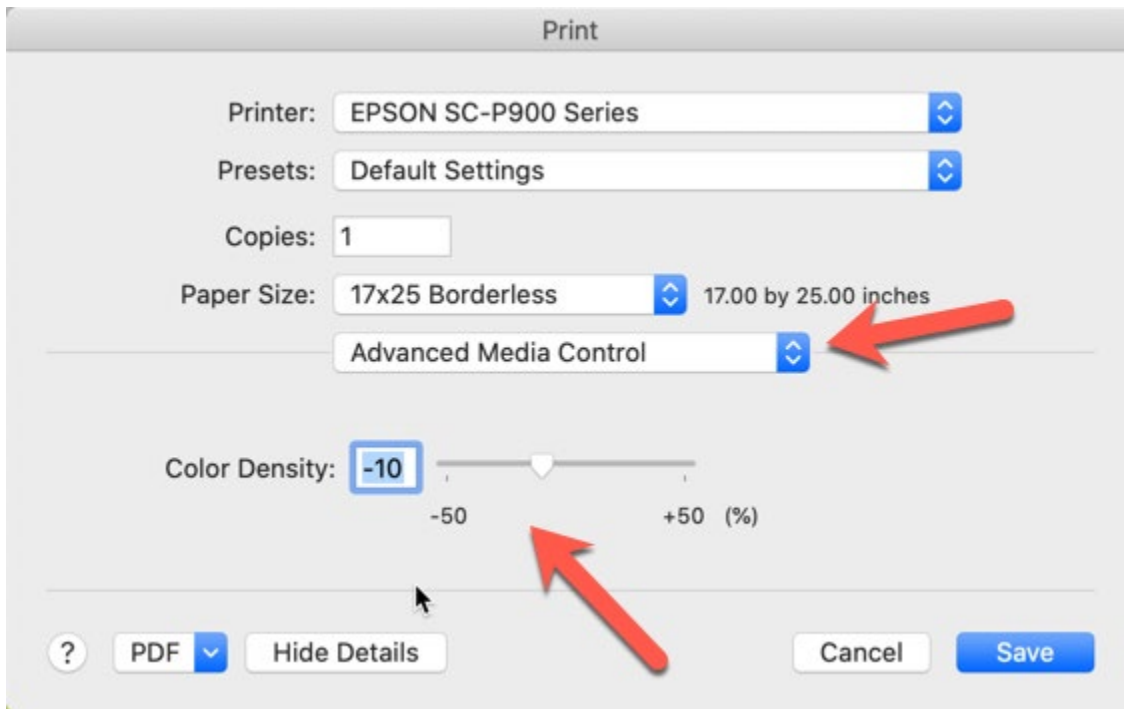 Print
Printer: EPSON SC-P900 Series
Presets: Default Settings
Copies: 1
Paper Size: 17x25 Borderless 17.00 by 25.00 inches
Advanced Media Control
Color Density: -10
-50 +50 (%)
? PDF Hide Details Cancel Save